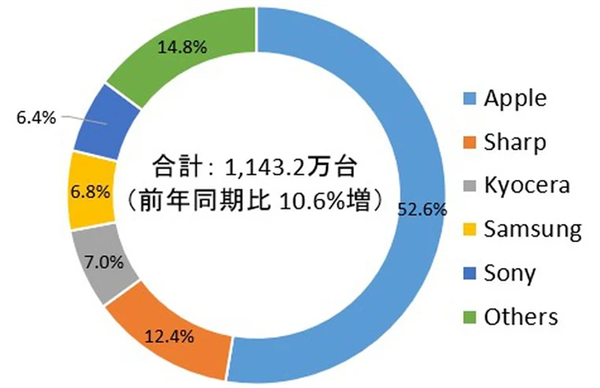 14.8%
6.4%
合計： 1,143.2万台
（前年同期比 10.6%増）
6.8%
52.6%
7.0%
12.4%
Apple
Sharp
Kyocera
Samsung
Sony
Others